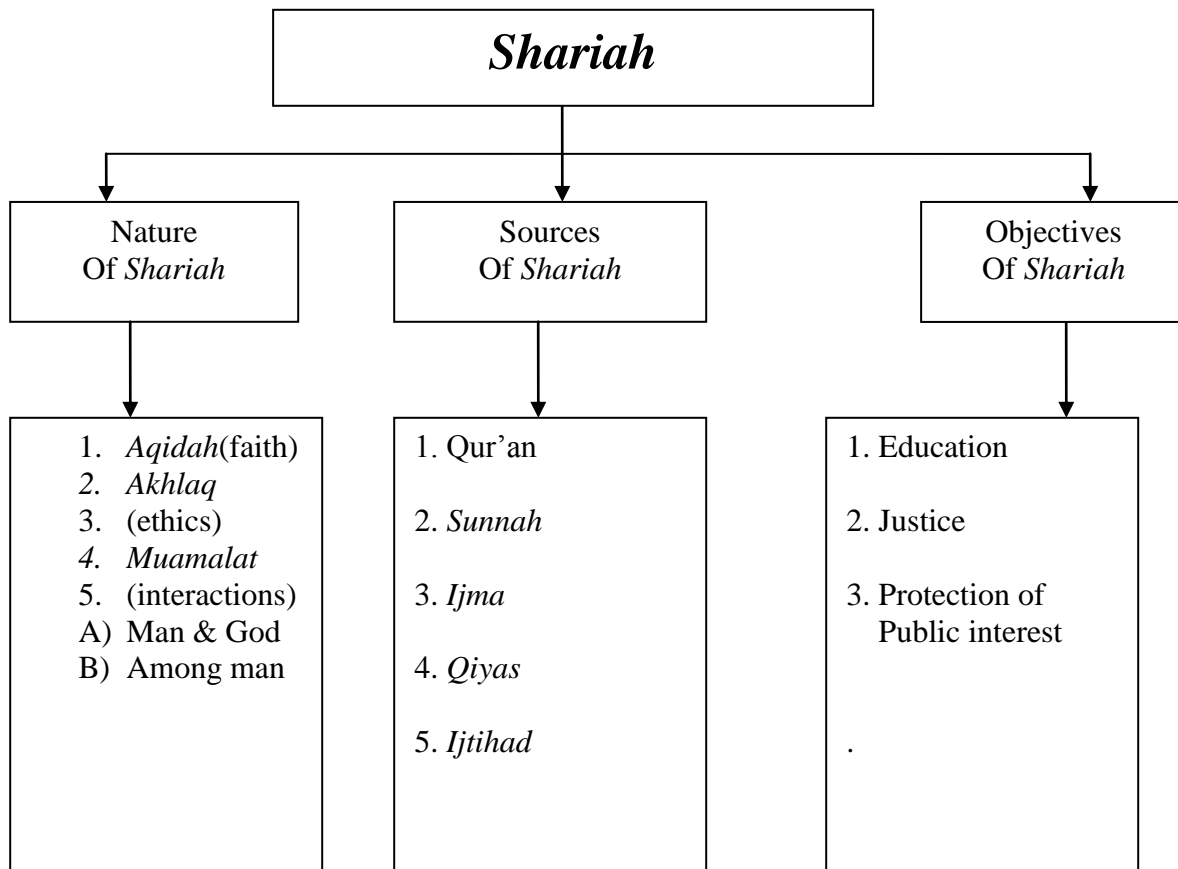 Shariah
Nature
Of Shariah
Sources
Of Shariah
Objectives
Of Shariah
1. Aqidah(faith)
2. Akhlaq
3. (ethics)
4. Muamalat
5. (interactions)
A) Man & God
B) Among man
1. Qur’an
2. Sunnah
3. Ijma
4. Qiyas
5. Ijtihad
1. Education
2. Justice
3. Protection of
Public interest
.